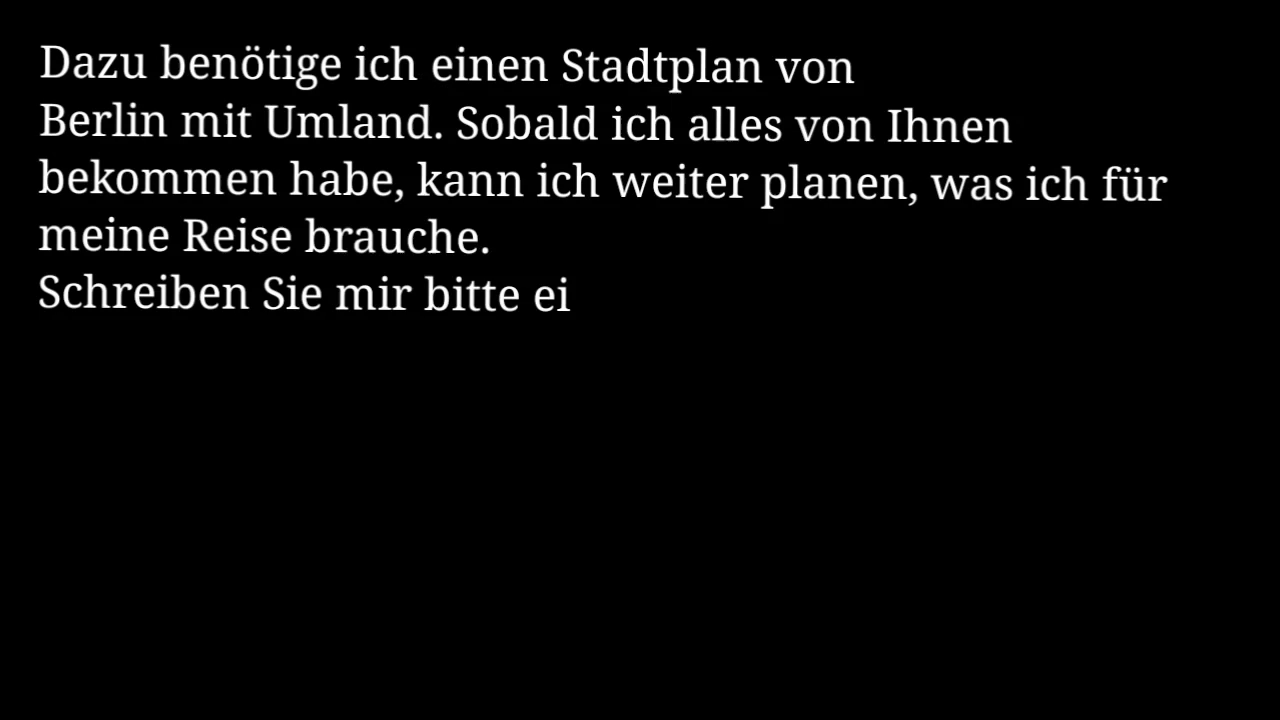 Dazu benötige ich einen Stadtplan von
Berlin mit Umland. Sobald ich alles von Ihnen
bekommen habe, kann ich weiter planen, was ich für
meine Reise brauche.
Schreiben Sie mir bitte ei